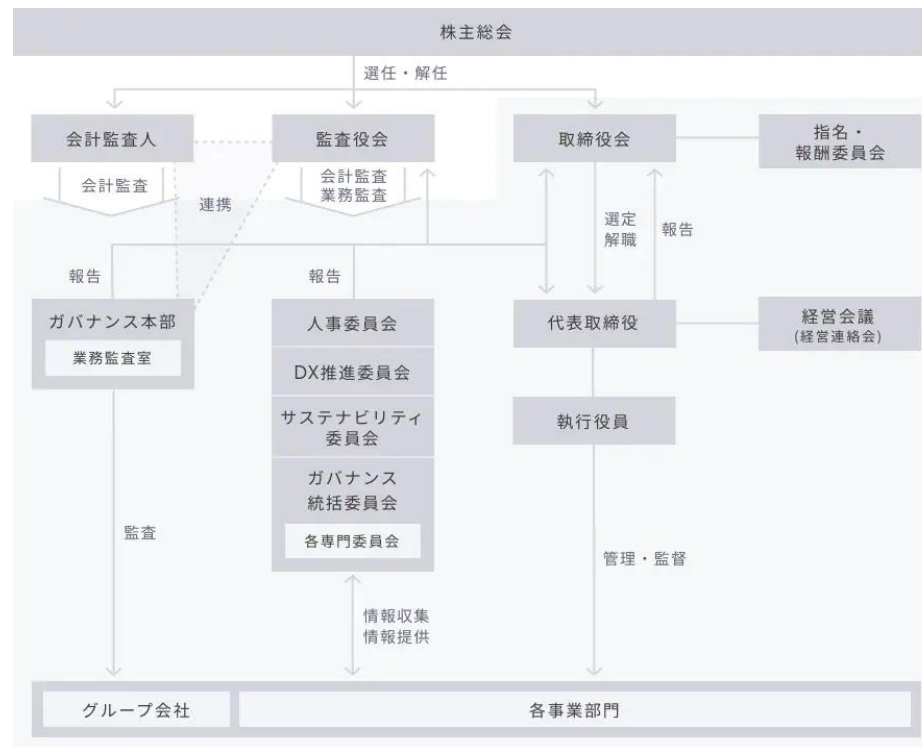 株主総会
選任・解任
会計監査人
監査役会
取締役会
指名・
報酬委員会
会計監査
会計監査
業務監査
連携
選定
解職
報告
報告
報告
ガバナンス本部
業務監査室
人事委員会
代表取締役
経営会議
(経営連絡会)
DX推進委員会
サステナビリティ
委員会
執行役員
ガバナンス
統括委員会
各専門委員会
監査
管理・監督
情報収集
情報提供
グループ会社
各事業部門